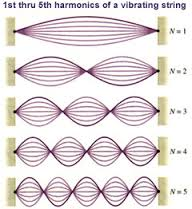 1st thru 5th harmonics of a vibrating string
N = 1
N = 2
N = 3
N = 4
N = 5